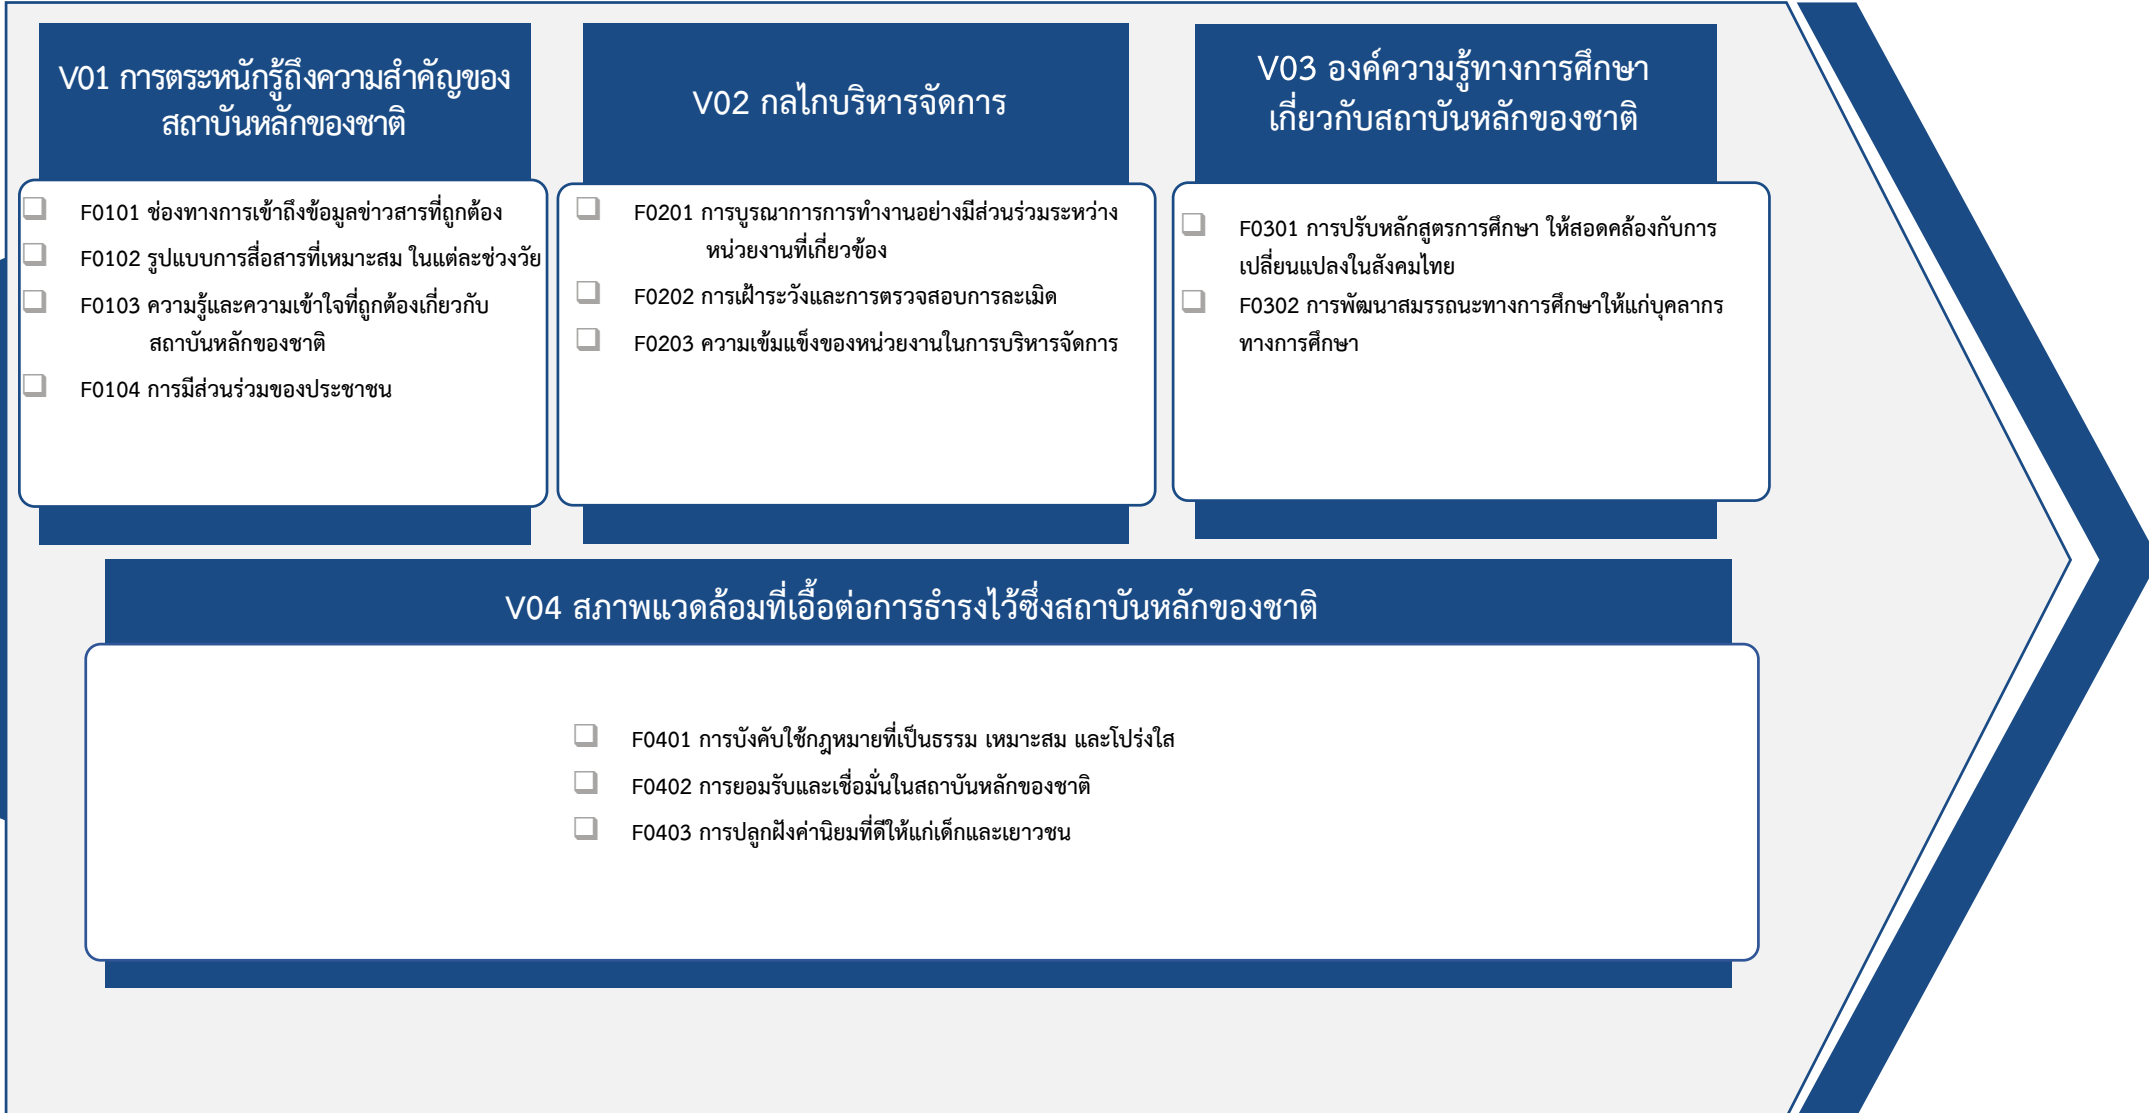 V01 การตระหนักรู้ถึงความสำคัญของ
สถาบันหลักของชาติ
F0101 ช่องทางการเข้าถึงข้อมูลข่าวสารที่ถูกต้อง
F0102 รูปแบบการสื่อสารที่เหมาะสม ในแต่ละช่วงวัย
F0103 ความรู้และความเข้าใจที่ถูกต้องเกี่ยวกับ
สถาบันหลักของชาติ
F0104 การมีส่วนร่วมของประชาชน
V02 กลไกบริหารจัดการ
F0201 การบูรณาการการทำงานอย่างมีส่วนร่วมระหว่าง
หน่วยงานที่เกี่ยวข้อง
F0202 การเฝ้าระวังและการตรวจสอบการละเมิด
F0203 ความเข้มแข็งของหน่วยงานในการบริหารจัดการ
V03 องค์ความรู้ทางการศึกษา
เกี่ยวกับสถาบันหลักของชาติ
F0301 การปรับหลักสูตรการศึกษา ให้สอดคล้องกับการ
เปลี่ยนแปลงในสังคมไทย
F0302 การพัฒนาสมรรถนะทางการศึกษาให้แก่บุคลากร
ทางการศึกษา
V04 สภาพแวดล้อมที่เอื้อต่อการธำรงไว้ซึ่งสถาบันหลักของชาติ
F0401 การบังคับใช้กฎหมายที่เป็นธรรม เหมาะสม และโปร่งใส
F0402 การยอมรับและเชื่อมั่นในสถาบันหลักของชาติ
F0403 การปลูกฝังค่านิยมที่ดีให้แก่เด็กและเยาวชน